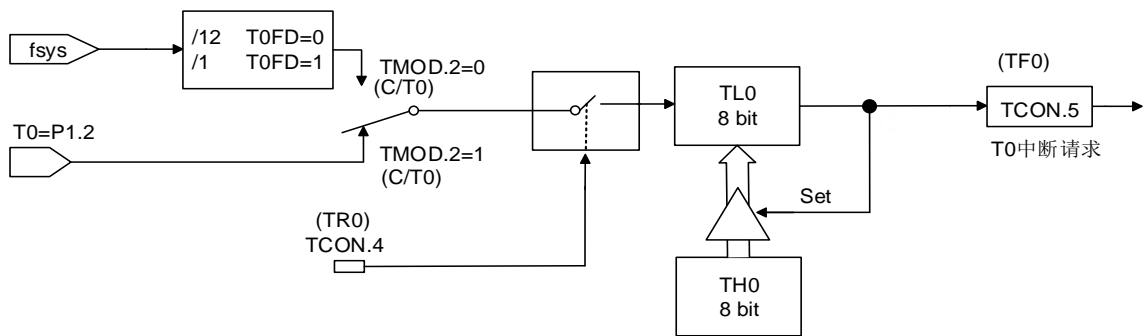 fsys
/12 T0FD=0
/1 T0FD=1
TMOD.2=0
(C/T0)
T0=P1.2
TMOD.2=1
(C/T0)
(TR0)
TCON.4
TL0
8 bit
Set
TH0
8 bit
(TF0)
TCON.5
T0中断请求